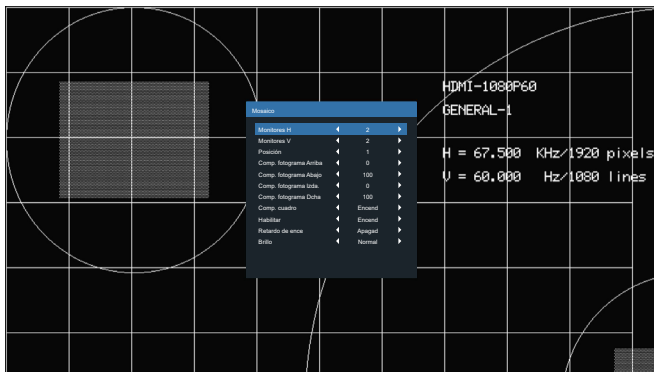 HDMI-1080P60
GENERAL-1
H = 67.500 KHz/1920 pixels
V = 60.000 Hz/1080 lines
Mosaico
Monitorea H 2
Monitores V 2
Posición 1
Comp. fotograma Arriba 0
Comp. fotograma Abajo 100
Comp. fotograma Izda. 0
Comp. fotograma Dcha 100
Comp. cuadro Encend
Habilitar Encend
Retardo de ence Apagad
Brillo Normal